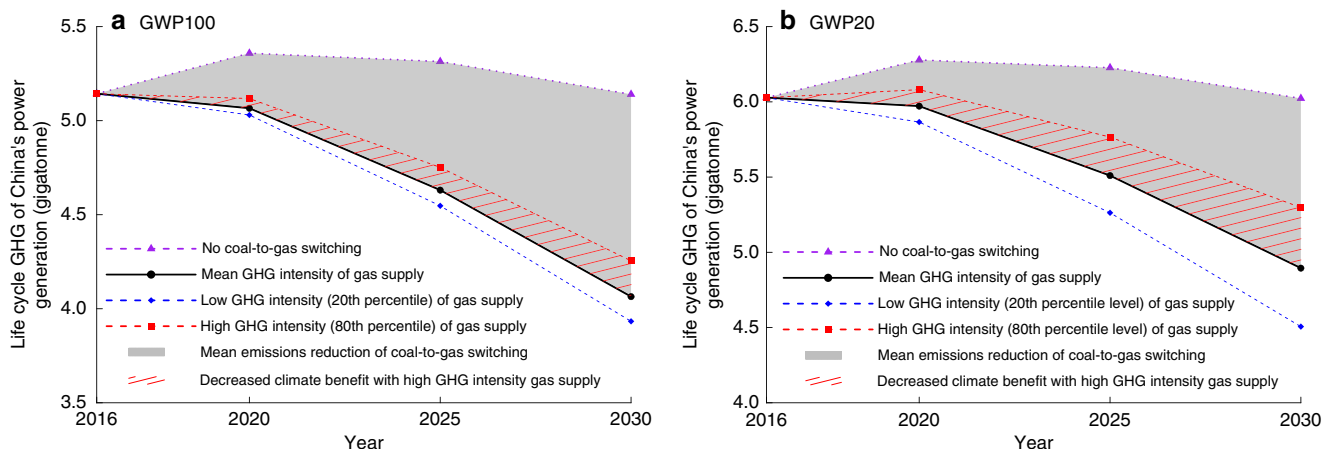 a GWP100
Life cycle GHG of China's power
generation (gigatonne)
5.5
5.0
4.5
4.0
3.5
No coal-to-gas switching
Mean GHG intensity of gas supply
Low GHG intensity (20th percentile) of gas supply
High GHG intensity (80th percentile) of gas supply
Mean emissions reduction of coal-to-gas switching
Decreased climate benefit with high GHG intensity gas supply
2016 2020 2025 2030
Year
b GWP20
Life cycle GHG of China's power
generation (gigatonne)
6.5
6.0
5.5
5.0
4.5
4.0
No coal-to-gas switching
Mean GHG intensity of gas supply
Low GHG intensity (20th percentile level) of gas supply
High GHG intensity (80th percentile level) of gas supply
Mean emissions reduction of coal-to-gas switching
Decreased climate benefit with high GHG intensity gas supply
2016 2020 2025 2030
Year